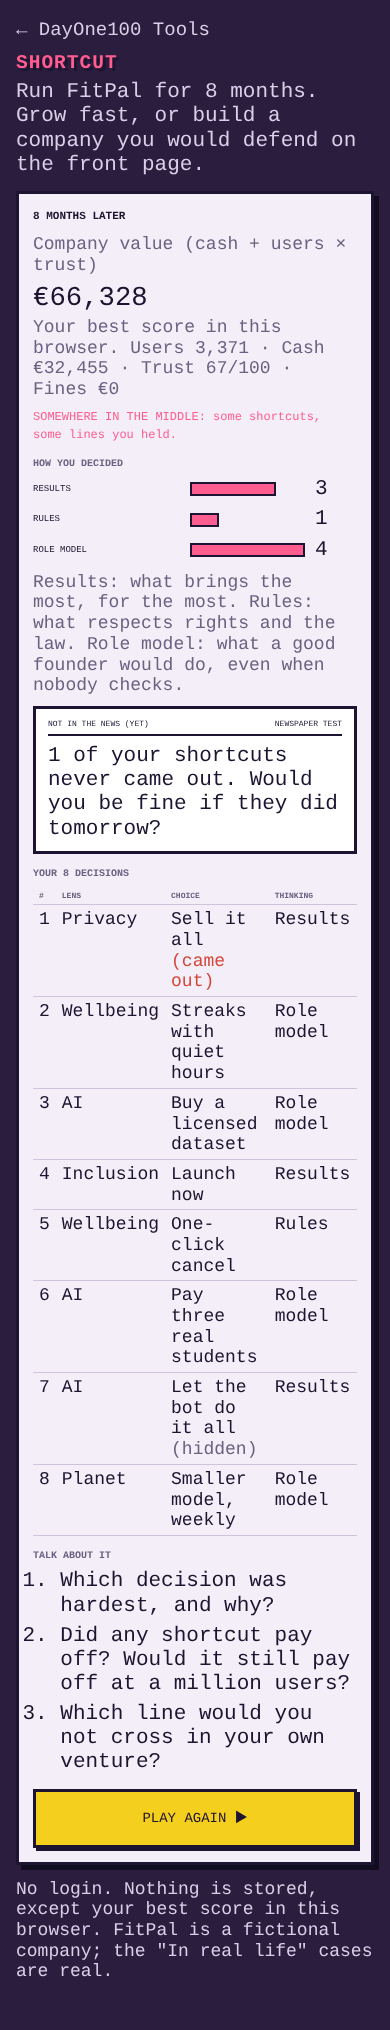 ← DayOne100 Tools
SHORTCUT
Run FitPal for 8 months.
Grow fast, or build a
company you would defend on
the front page.
8 MONTHS LATER
Company value (cash + users ×
trust)
€66,328
Your best score in this
browser. Users 3,371 · Cash
€32,455 · Trust 67/100 ·
Fines €0
SOMEWHERE IN THE MIDDLE: some shortcuts,
some lines you held.
HOW YOU DECIDED
RESULTS 3
RULES 1
ROLE MODEL 4
Results: what brings the
most, for the most. Rules:
what respects rights and the
law. Role model: what a good
founder would do, even when
nobody checks.
NOT IN THE NEWS (YET) NEWSPAPER TEST
1 of your shortcuts
never came out. Would
you be fine if they did
tomorrow?
YOUR 8 DECISIONS
# LENS CHOICE THINKING
1 Privacy Sell it Results
all
(came
out)
2 Wellbeing Streaks Role
with model
quiet
hours
3 AI Buy a Role
licensed model
dataset
4 Inclusion Launch Results
now
5 Wellbeing One- Rules
click
cancel
6 AI Pay Role
three model
real
students
7 AI Let the Results
bot do
it all
(hidden)
8 Planet Smaller Role
model, model
weekly
TALK ABOUT IT
1. Which decision was
hardest, and why?
2. Did any shortcut pay
off? Would it still pay
off at a million users?
3. Which line would you
not cross in your own
venture?
PLAY AGAIN ▶
No login. Nothing is stored,
except your best score in this
browser. FitPal is a fictional
company; the "In real life" cases
are real.